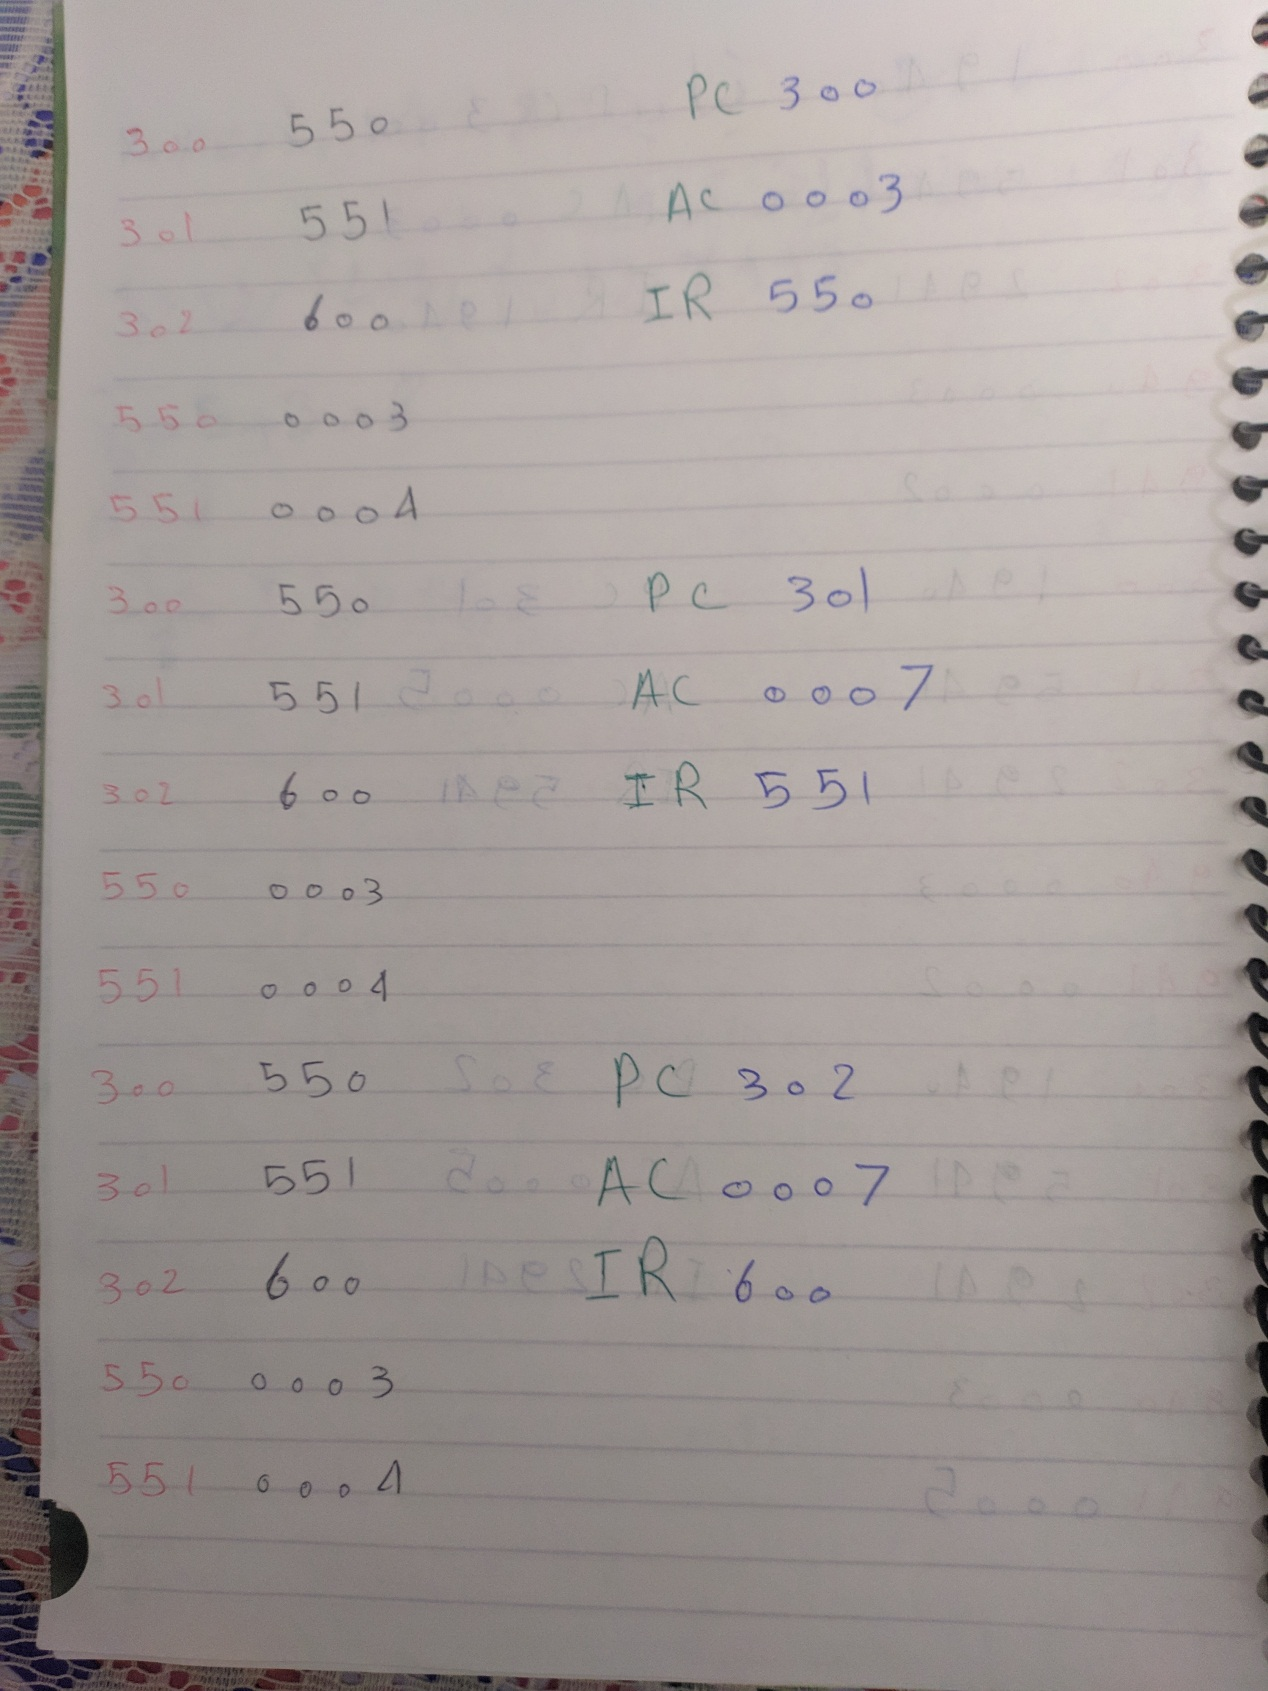 300 550 PC 300
301 551 AC 0003
302 600 IR 550
550 0003
551 0004
300 550 PC 301
301 551 AC 0007
302 600 IR 551
550 0003
551 0004
300 550 PC 302
301 551 AC 0007
302 600 IR 600
550 0003
551 0004